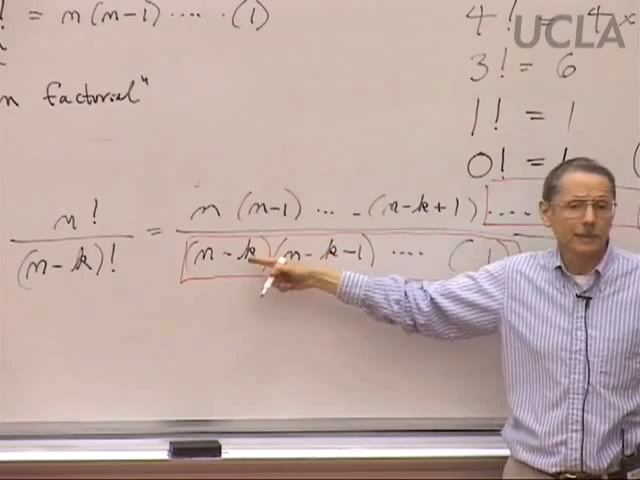 ! = n(n-1) ···· · (1)
n factorial"
4! = 4 x
UCLA
3! = 6
1! = 1
0! = 1
n! / (n-k)! = n (n-1) ··· - (n-k+1) ···· / (n-k)(n-k-1) ···· (1)